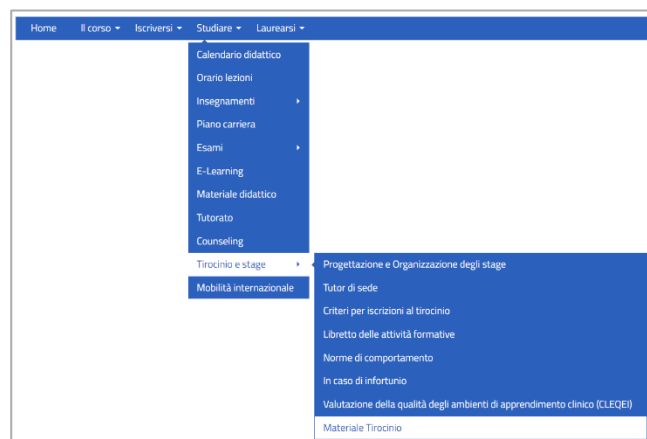 Home Il corso Iscriversi Studiare Laurearsi
Calendario didattico
Orario lezioni
Insegnamenti
Piano carriera
Esami
E-Learning
Materiale didattico
Tutorato
Counseling
Tirocinio e stage
Mobilità internazionale
Progettazione e Organizzazione degli stage
Tutor di sede
Criteri per iscrizioni al tirocinio
Libretto delle attività formative
Norme di comportamento
In caso di infortunio
Valutazione della qualità degli ambienti di apprendimento clinico (CLEQEI)
Materiale Tirocinio